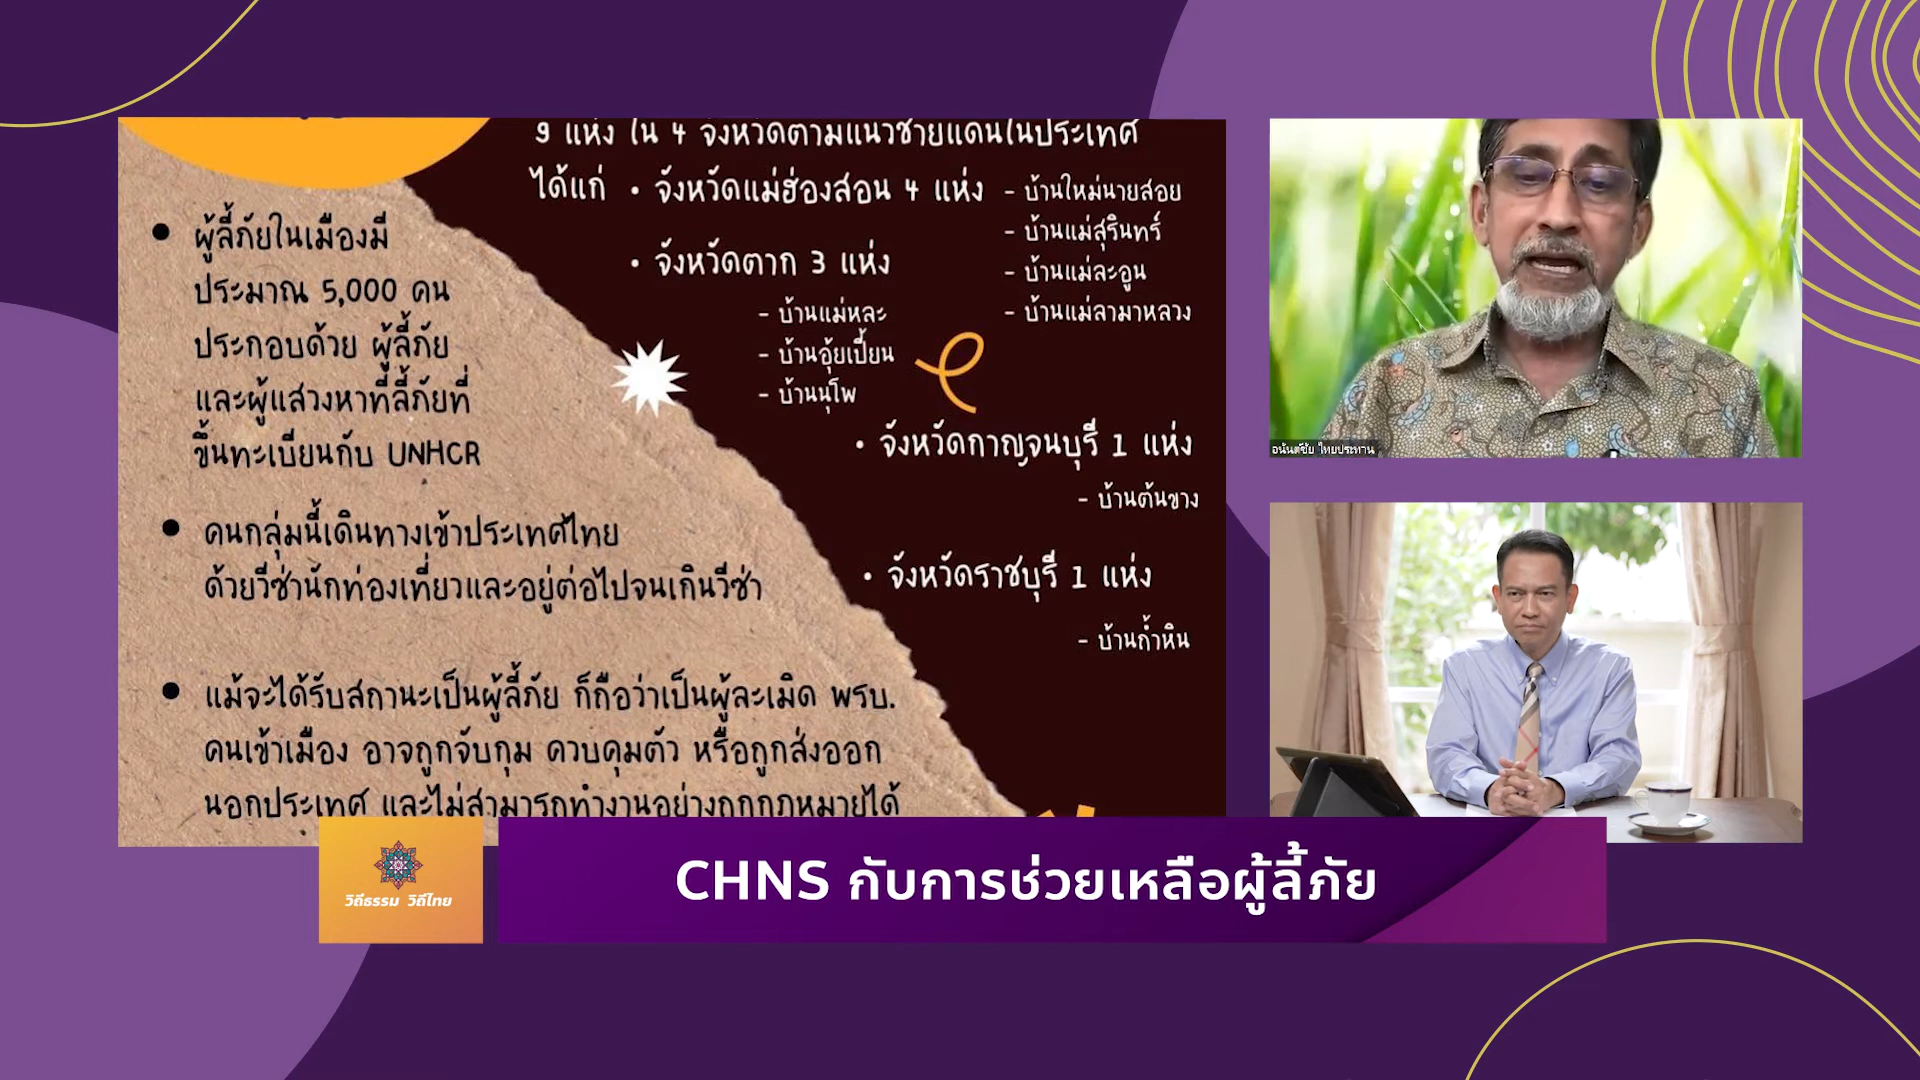 9 แห่ง ใน 4 จังหวัดตามแนวชายแดนในประเทศ
ได้แก่ • จังหวัดแม่ฮ่องสอน 4 แห่ง
- บ้านใหม่นายสอย
- บ้านแม่สุรินทร์
- บ้านแม่ละอูน
- บ้านแม่ลามาหลวง
• จังหวัดตาก 3 แห่ง
- บ้านแม่หละ
- บ้านอุ้ยเปี้ยน
- บ้านนุโพ
• จังหวัดกาญจนบุรี 1 แห่ง
- บ้านต้นยาง
• จังหวัดราชบุรี 1 แห่ง
- บ้านถ้ำหิน
• ผู้ลี้ภัยในเมืองมี
ประมาณ 5,000 คน
ประกอบด้วย ผู้ลี้ภัย
และผู้แสวงหาที่ลี้ภัยที่
ขึ้นทะเบียนกับ UNHCR
• คนกลุ่มนี้เดินทางเข้าประเทศไทย
ด้วยวีซ่านักท่องเที่ยวและอยู่ต่อไปจนเกินวีซ่า
• แม้จะได้รับสถานะเป็นผู้ลี้ภัย ก็ถือว่าเป็นผู้ละเมิด พรบ.
คนเข้าเมือง อาจถูกจับกุม ควบคุมตัว หรือถูกส่งออก
นอกประเทศ และไม่สามารถทำงานอย่างถูกกฎหมายได้
อนันต์ชัย ไทยประทาน
วิถีธรรม วิถีไทย
CHNS กับการช่วยเหลือผู้ลี้ภัย